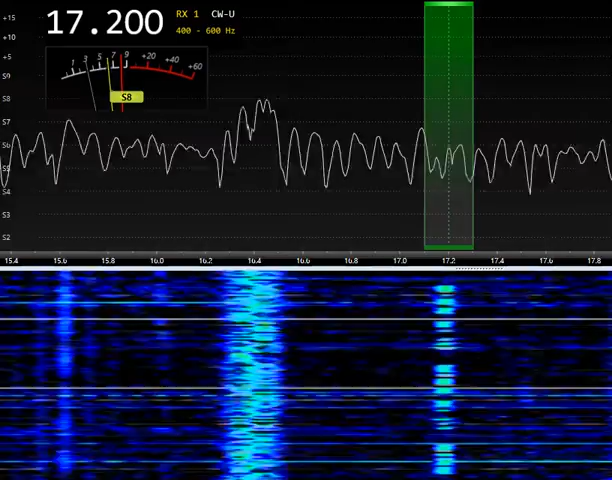 17.200
RX 1 CW-U
400 - 600 Hz
1 3 5 7 9 +20 +40 +60
S8
+15
+10
+5
S9
S8
S7
S6
S5
S4
S3
S2
15.4 15.6 15.8 16.0 16.2 16.4 16.6 16.8 17.0 17.2 17.4 17.6 17.8